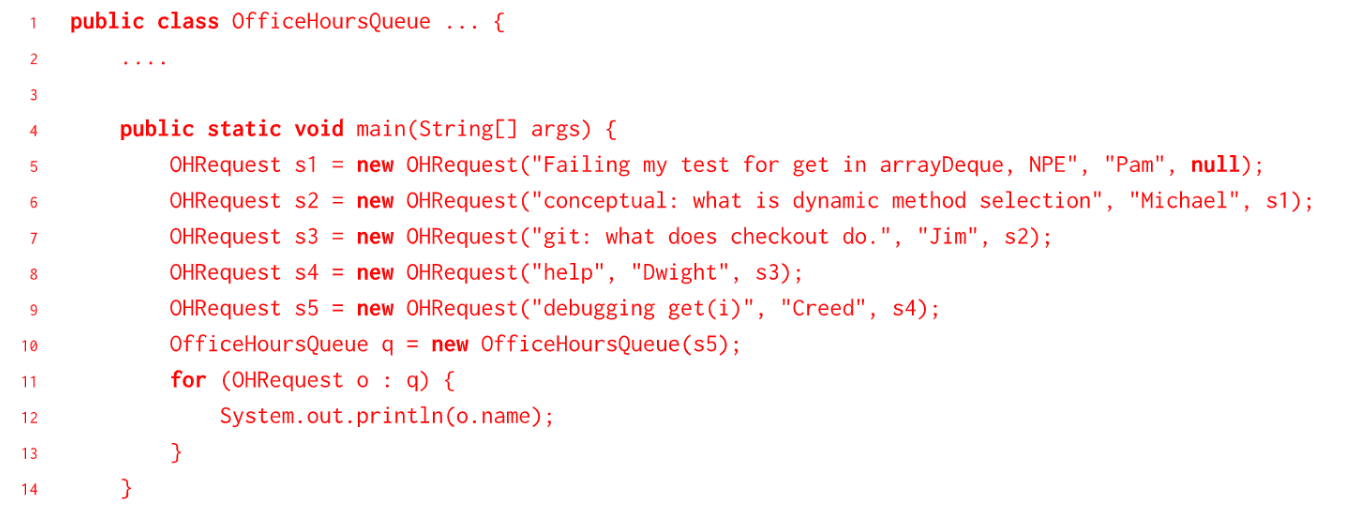 1 public class OfficeHoursQueue ... {
2 ....
3
4 public static void main(String[] args) {
5 OHRequest s1 = new OHRequest("Failing my test for get in arrayDeque, NPE", "Pam", null);
6 OHRequest s2 = new OHRequest("conceptual: what is dynamic method selection", "Michael", s1);
7 OHRequest s3 = new OHRequest("git: what does checkout do.", "Jim", s2);
8 OHRequest s4 = new OHRequest("help", "Dwight", s3);
9 OHRequest s5 = new OHRequest("debugging get(i)", "Creed", s4);
10 OfficeHoursQueue q = new OfficeHoursQueue(s5);
11 for (OHRequest o : q) {
12 System.out.println(o.name);
13 }
14 }